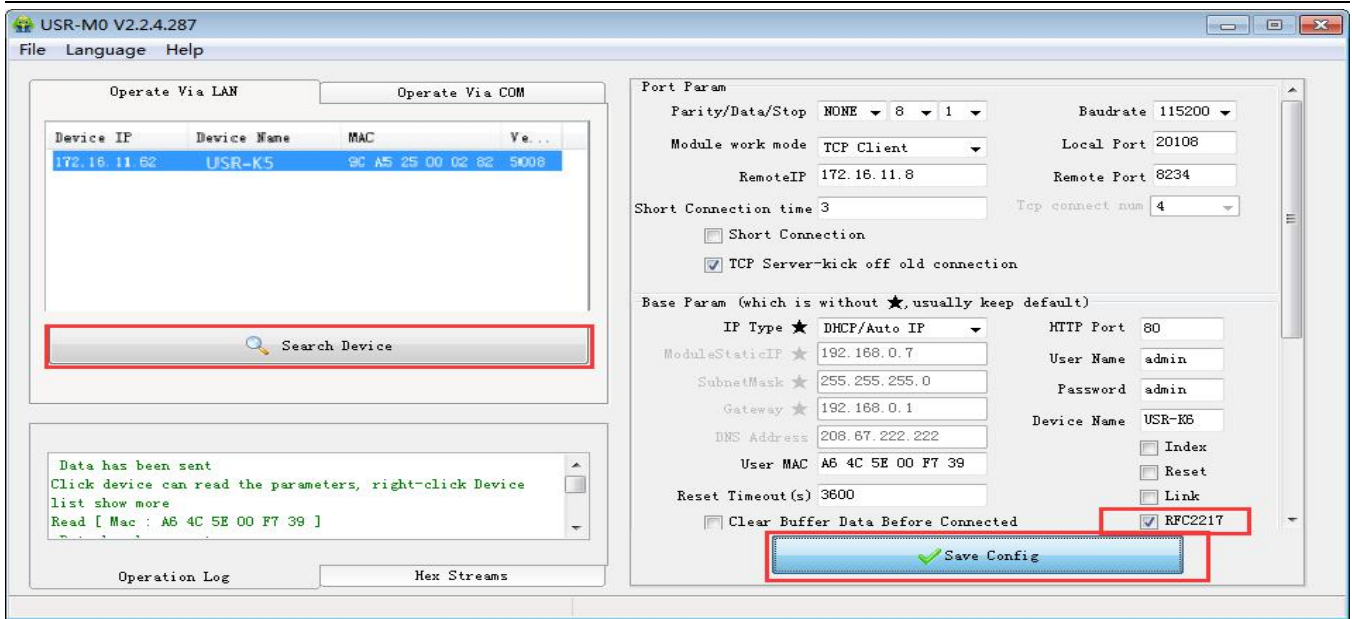 USR-M0 V2.2.4.287
File Language Help
Operate Via LAN Operate Via COM
Device IP Device Name MAC Ve...
172.16.11.62 USR-K5 9C A5 25 00 02 82
Search Device
Data has been sent
Click device can read the parameters, right-click Device
list show more
Read [ Mac : A6 4C 5E 00 F7 39 ]
Operation Log Hex Streams
Port Param
Parity/Data/Stop NONE 8 1 Baudrate 115200
Module work mode TCP Client Local Port 20108
RemoteIP 172.16.11.8 Remote Port 8234
Short Connection time 3 Tcp connect num 4
Short Connection
TCP Server-kick off old connection
Base Param (which is without ★,usually keep default)
IP Type ★ DHCP/Auto IP HTTP Port 80
ModuleStaticIP ★ 192.168.0.7 User Name admin
SubnetMask ★ 255.255.255.0 Password admin
Gateway ★ 192.168.0.1 Device Name USR-K6
DNS Address 208.67.222.222 Index
User MAC A6 4C 5E 00 F7 39 Reset
Reset Timeout(s) 3600 Link
Clear Buffer Data Before Connected RFC2217
Save Config